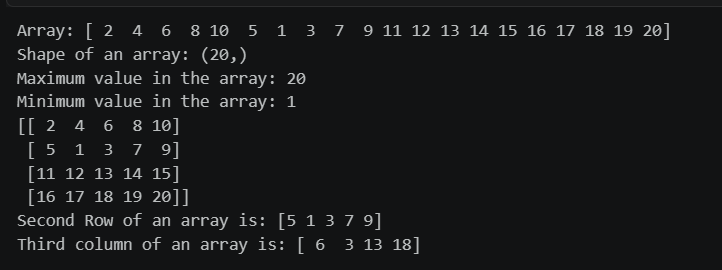 Array: [ 2  4  6  8 10  5  1  3  7  9 11 12 13 14 15 16 17 18 19 20]
Shape of an array: (20,)
Maximum value in the array: 20
Minimum value in the array: 1
[[ 2  4  6  8 10]
 [ 5  1  3  7  9]
 [11 12 13 14 15]
 [16 17 18 19 20]]
Second Row of an array is: [5 1 3 7 9]
Third column of an array is: [ 6  3 13 18]